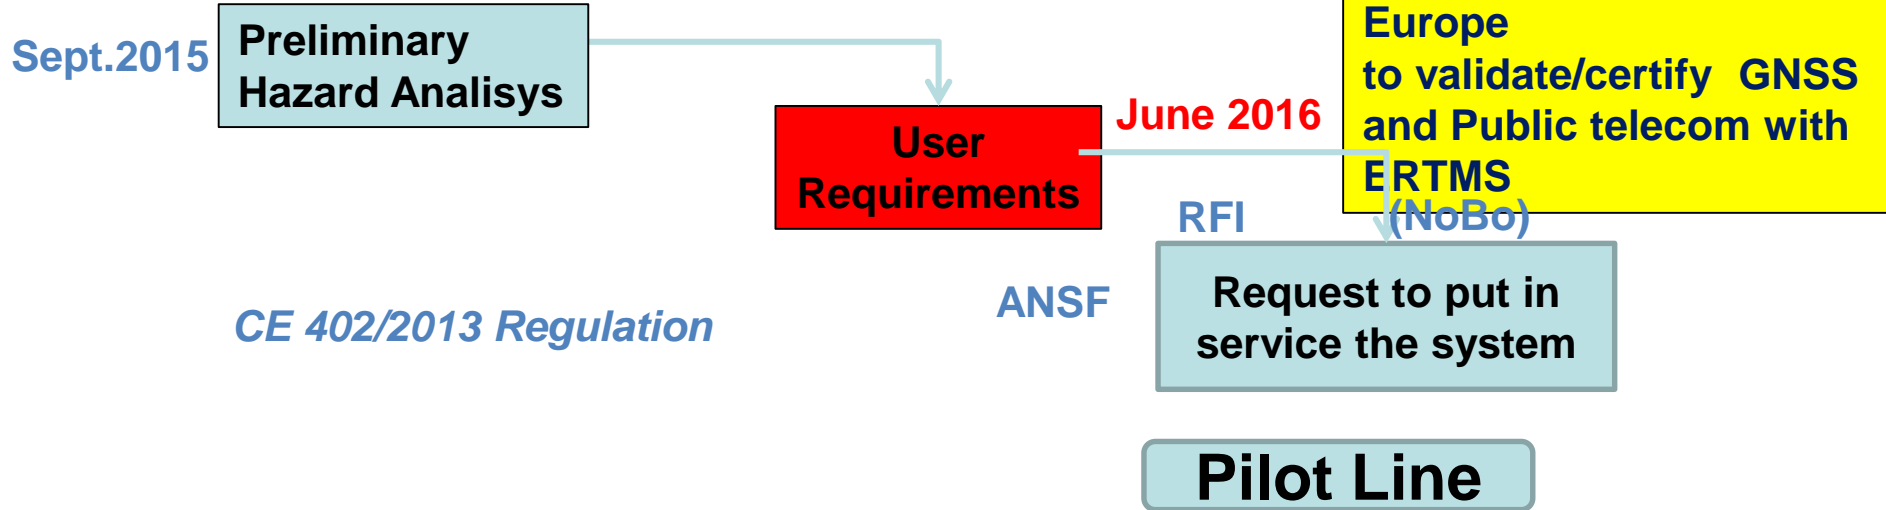 Sept.2015
Preliminary
Hazard Analisys
User
Requirements
June 2016
Europe
to validate/certify GNSS
and Public telecom with
ERTMS
RFI
(NoBo)
ANSF
Request to put in
service the system
CE 402/2013 Regulation
Pilot Line